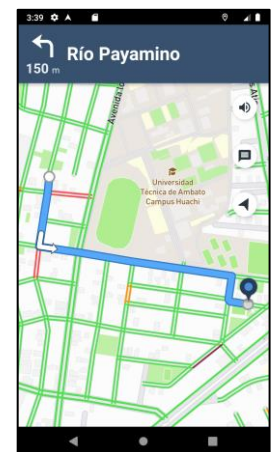 3:39
Río Payamino
150 m
Avenida
Universidad
Técnica de Ambato
Campus Huachi